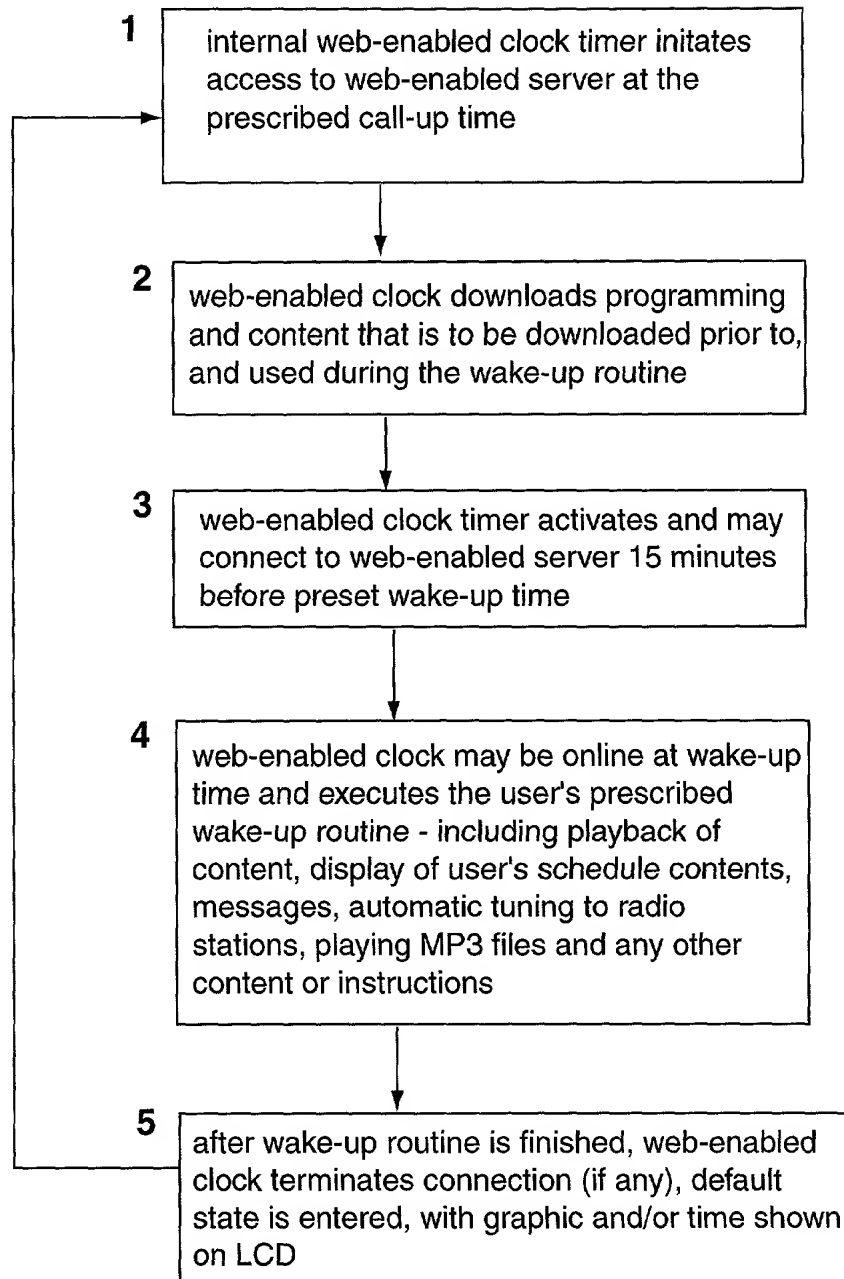 1
internal web-enabled clock timer initates
access to web-enabled server at the
prescribed call-up time
2
web-enabled clock downloads programming
and content that is to be downloaded prior to,
and used during the wake-up routine
3
web-enabled clock timer activates and may
connect to web-enabled server 15 minutes
before preset wake-up time
4
web-enabled clock may be online at wake-up
time and executes the user's prescribed
wake-up routine - including playback of
content, display of user's schedule contents,
messages, automatic tuning to radio
stations, playing MP3 files and any other
content or instructions
5
after wake-up routine is finished, web-enabled
clock terminates connection (if any), default
state is entered, with graphic and/or time shown
on LCD